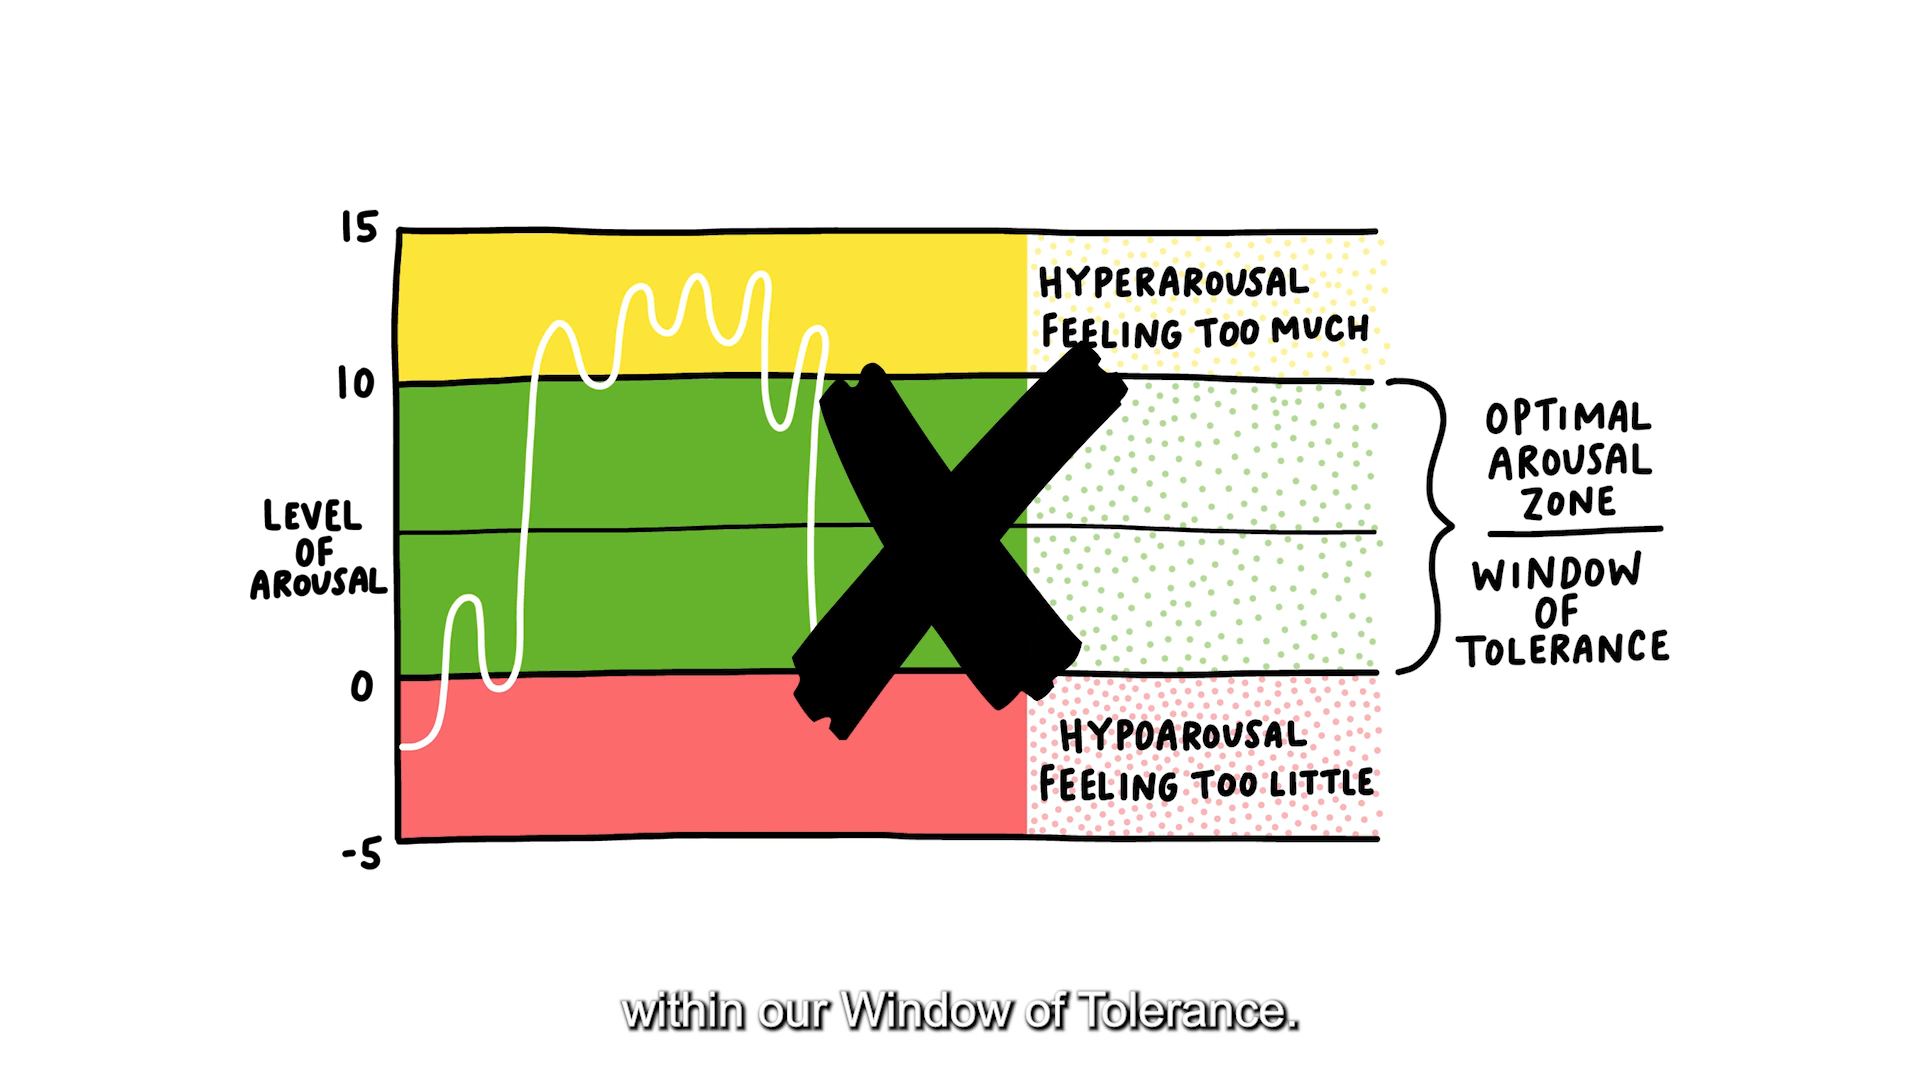 15
HYPERAROUSAL
FEELING TOO MUCH
10
OPTIMAL
AROUSAL
ZONE
LEVEL
OF
AROUSAL
WINDOW
OF
TOLERANCE
0
HYPOAROUSAL
FEELING TOO LITTLE
-5
within our Window of Tolerance.